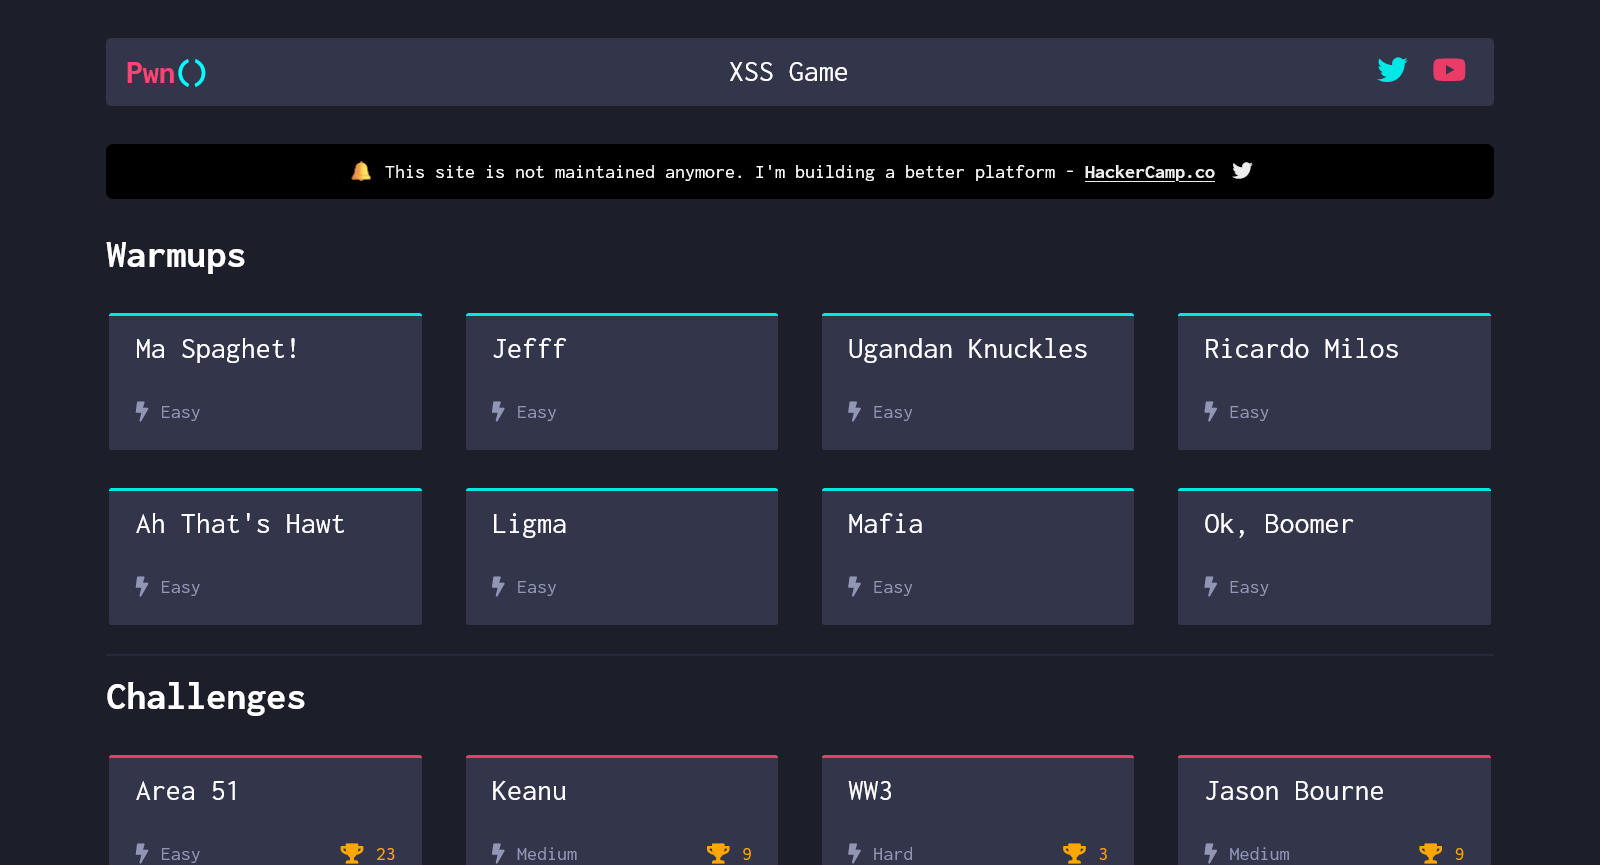 Pwn()
XSS Game
This site is not maintained anymore. I'm building a better platform - HackerCamp.co
Warmups
Ma Spaghet!
Easy
Jefff
Easy
Ugandan Knuckles
Easy
Ricardo Milos
Easy
Ah That's Hawt
Easy
Ligma
Easy
Mafia
Easy
Ok, Boomer
Easy
Challenges
Area 51
Easy 23
Keanu
Medium 9
WW3
Hard 3
Jason Bourne
Medium 9